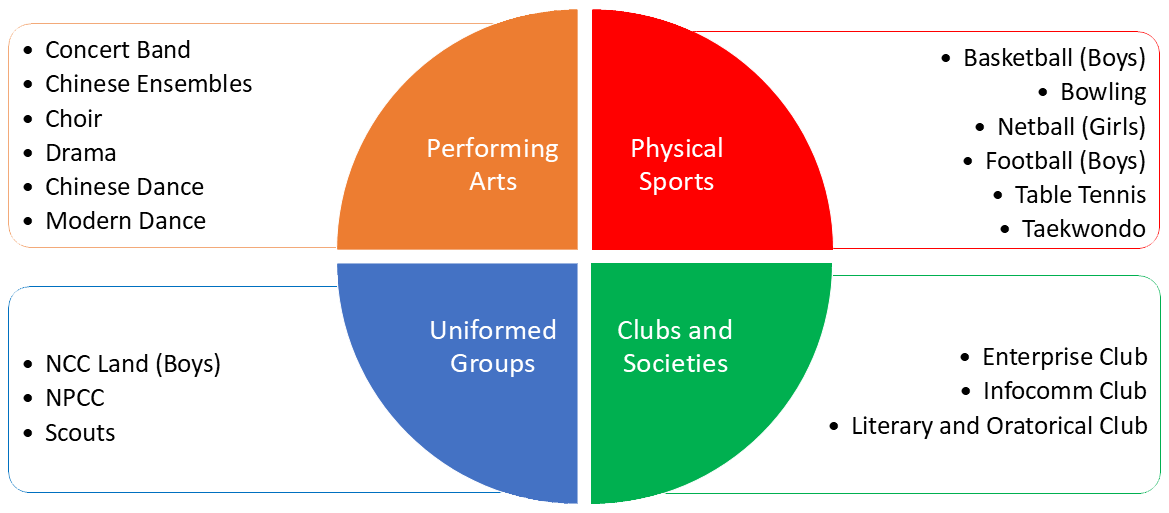 • Concert Band
• Chinese Ensembles
• Choir
• Drama
• Chinese Dance
• Modern Dance
Performing
Arts
Physical
Sports
• Basketball (Boys)
• Bowling
• Netball (Girls)
• Football (Boys)
• Table Tennis
• Taekwondo
• NCC Land (Boys)
• NPCC
• Scouts
Uniformed
Groups
Clubs and
Societies
• Enterprise Club
• Infocomm Club
• Literary and Oratorical Club